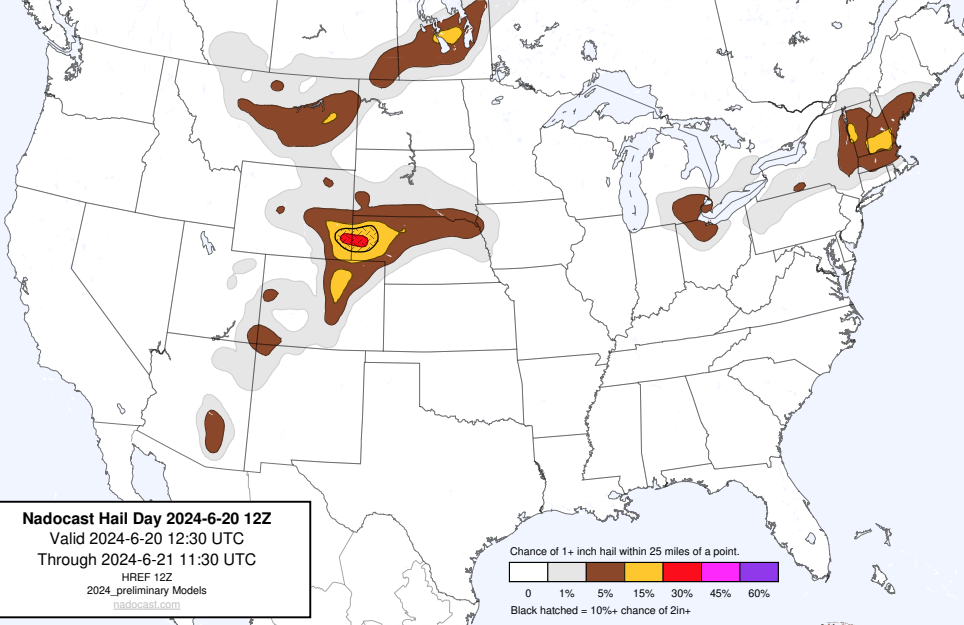 Nadocast Hail Day 2024-6-20 12Z
Valid 2024-6-20 12:30 UTC
Through 2024-6-21 11:30 UTC
HREF 12Z
2024_preliminary Models
nadocast.com
Chance of 1+ inch hail within 25 miles of a point.
0 1% 5% 15% 30% 45% 60%
Black hatched = 10%+ chance of 2in+